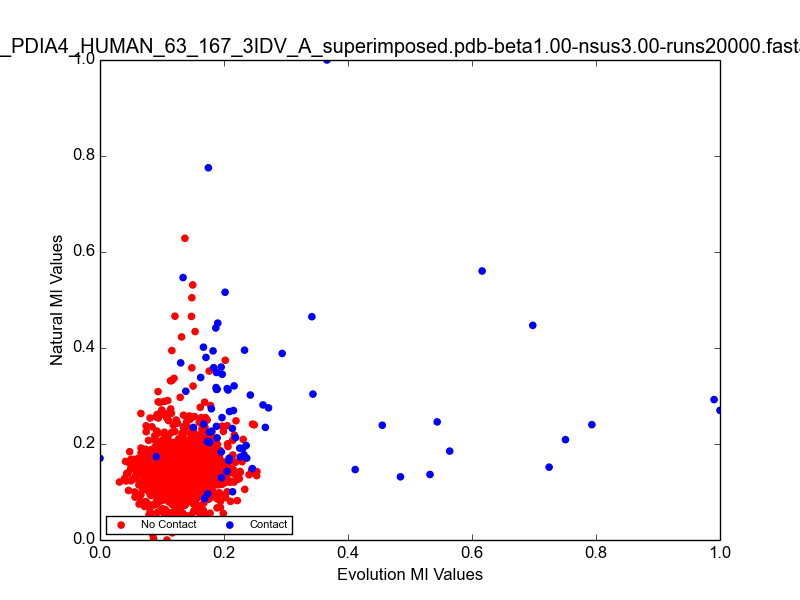 _PDIA4_HUMAN_63_167_3IDV_A_superimposed.pdb-beta1.00-nsus3.00-runs20000.fasta
1.0
0.8
0.6
0.4
0.2
0.0
Natural MI Values
No Contact
Contact
0.0 0.2 0.4 0.6 0.8 1.0
Evolution MI Values